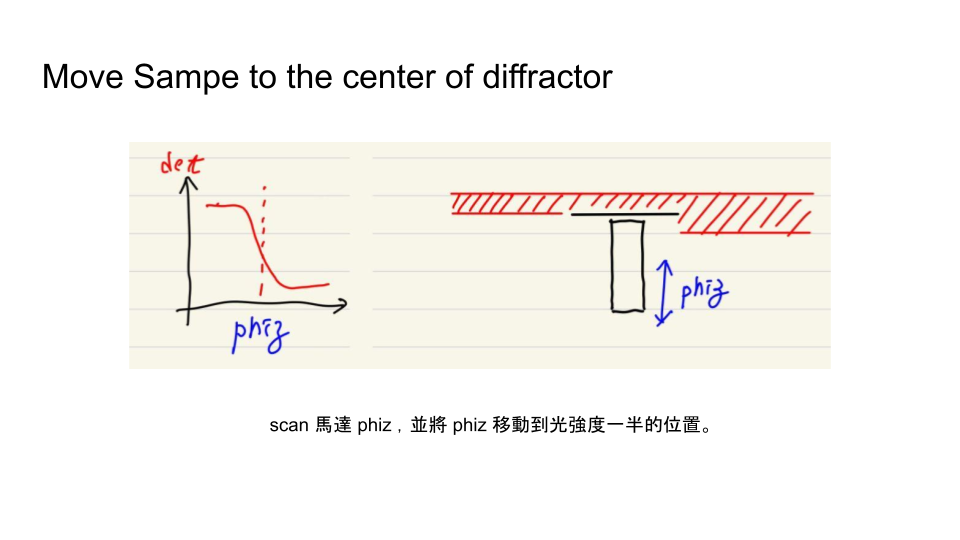 Move Sampe to the center of diffractor
det
phiz
phiz
scan 馬達 phiz，並將 phiz 移動到光強度一半的位置。